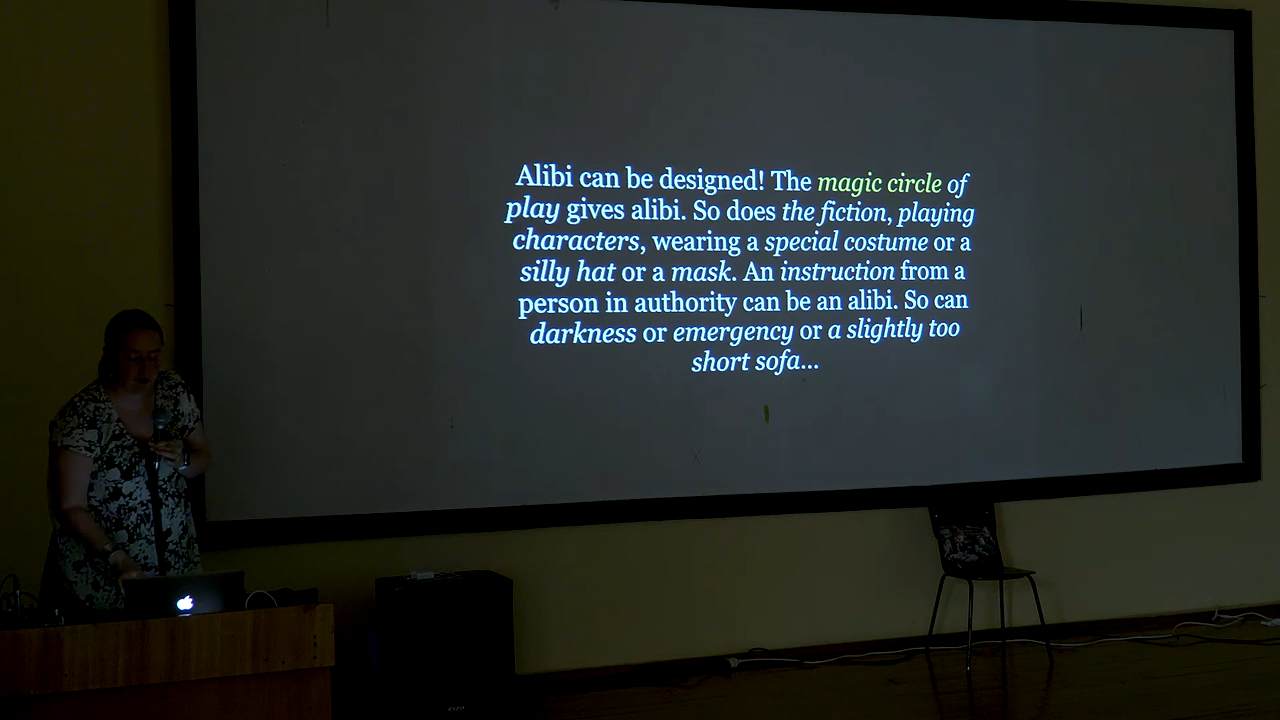 Alibi can be designed! The magic circle of
play gives alibi. So does the fiction, playing
characters, wearing a special costume or a
silly hat or a mask. An instruction from a
person in authority can be an alibi. So can
darkness or emergency or a slightly too
short sofa...